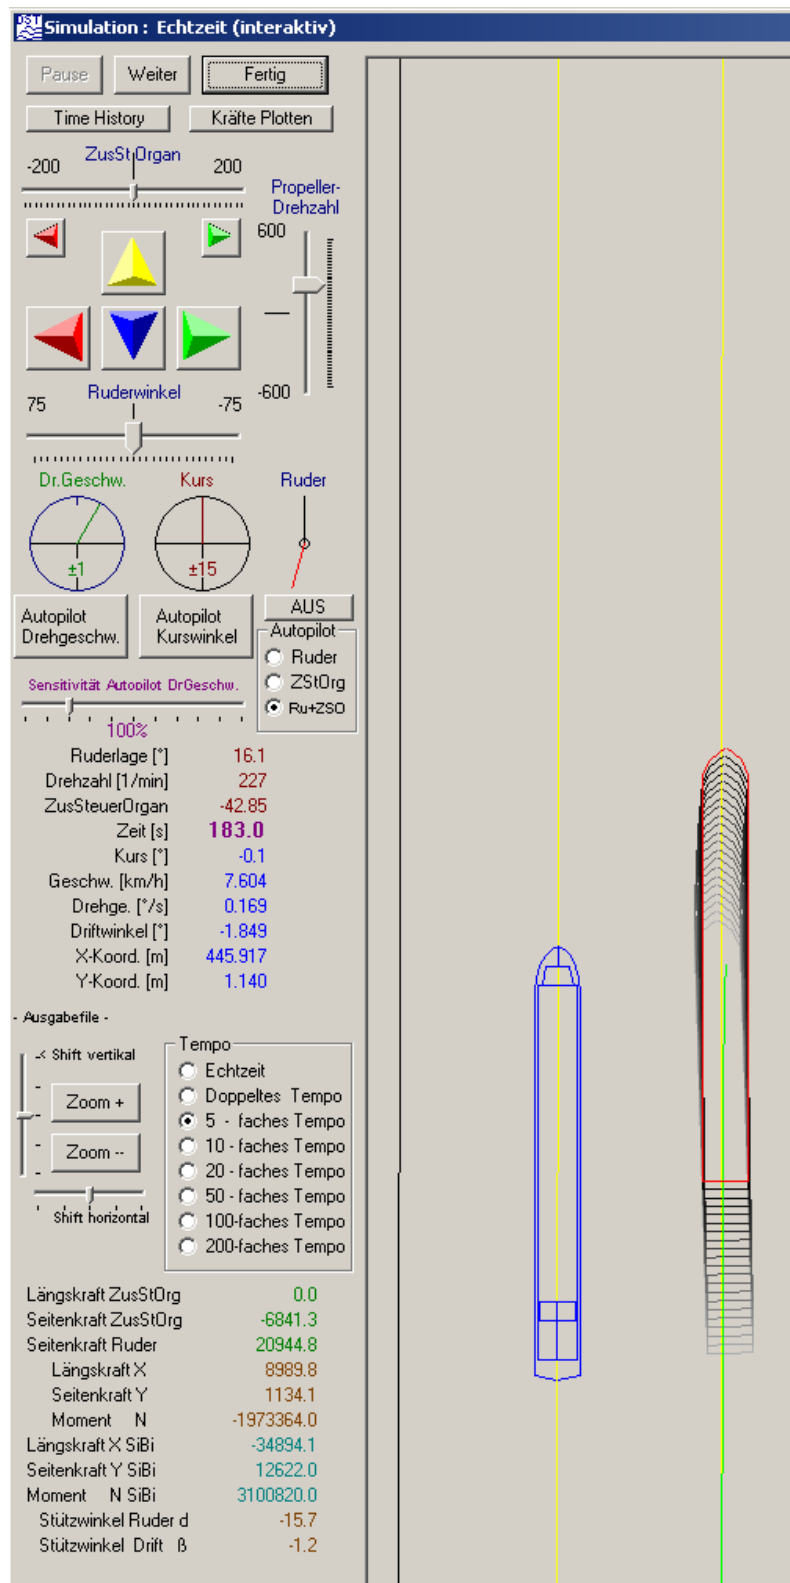 DST
Simulation : Echtzeit (interaktiv)
Pause Weiter Fertig
Time History Kräfte Plotten
ZusSt.Organ
-200 200
Propeller-
Drehzahl
600
-600
Ruderwinkel
75 -75
Dr.Geschw. Kurs Ruder
±1 ±15
Autopilot
Drehgeschw.
Autopilot
Kurswinkel
AUS
Autopilot
Ruder
ZStOrg
Ru+ZSO
Sensitivität Autopilot DrGeschw.
100%
Ruderlage [°] 16.1
Drehzahl [1/min] 227
ZusSteuerOrgan -42.85
Zeit [s] 183.0
Kurs [°] -0.1
Geschw. [km/h] 7.604
Drehge. [°/s] 0.169
Driftwinkel [°] -1.849
X-Koord. [m] 445.917
Y-Koord. [m] 1.140
- Ausgabefile -
-< Shift vertikal
Zoom +
Zoom --
Shift horizontal
Tempo
Echtzeit
Doppeltes Tempo
5 - faches Tempo
10 - faches Tempo
20 - faches Tempo
50 - faches Tempo
100-faches Tempo
200-faches Tempo
Längskraft ZusStOrg 0.0
Seitenkraft ZusStOrg -6841.3
Seitenkraft Ruder 20944.8
Längskraft X 8989.8
Seitenkraft Y 1134.1
Moment N -1973364.0
Längskraft X SiBi -34894.1
Seitenkraft Y SiBi 12622.0
Moment N SiBi 3100820.0
Stützwinkel Ruder d -15.7
Stützwinkel Drift ß -1.2